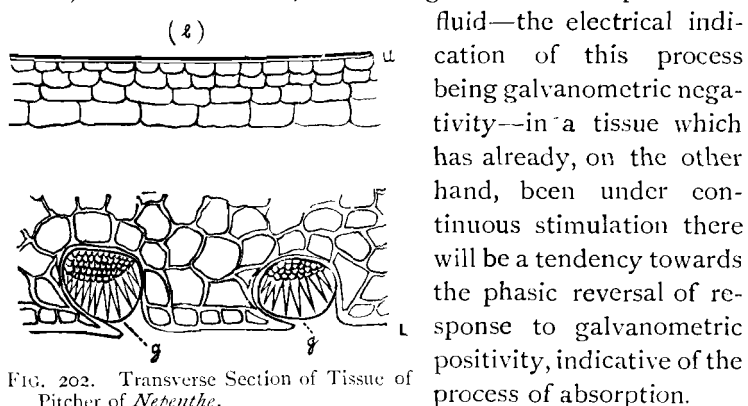 (ℓ)
u
g
g
L
FIG. 202. Transverse Section of Tissue of
Pitcher of Nepenthe.
fluid—the electrical indi-
cation of this process
being galvanometric nega-
tivity—in a tissue which
has already, on the other
hand, been under con-
tinuous stimulation there
will be a tendency towards
the phasic reversal of re-
sponse to galvanometric
positivity, indicative of the
process of absorption.